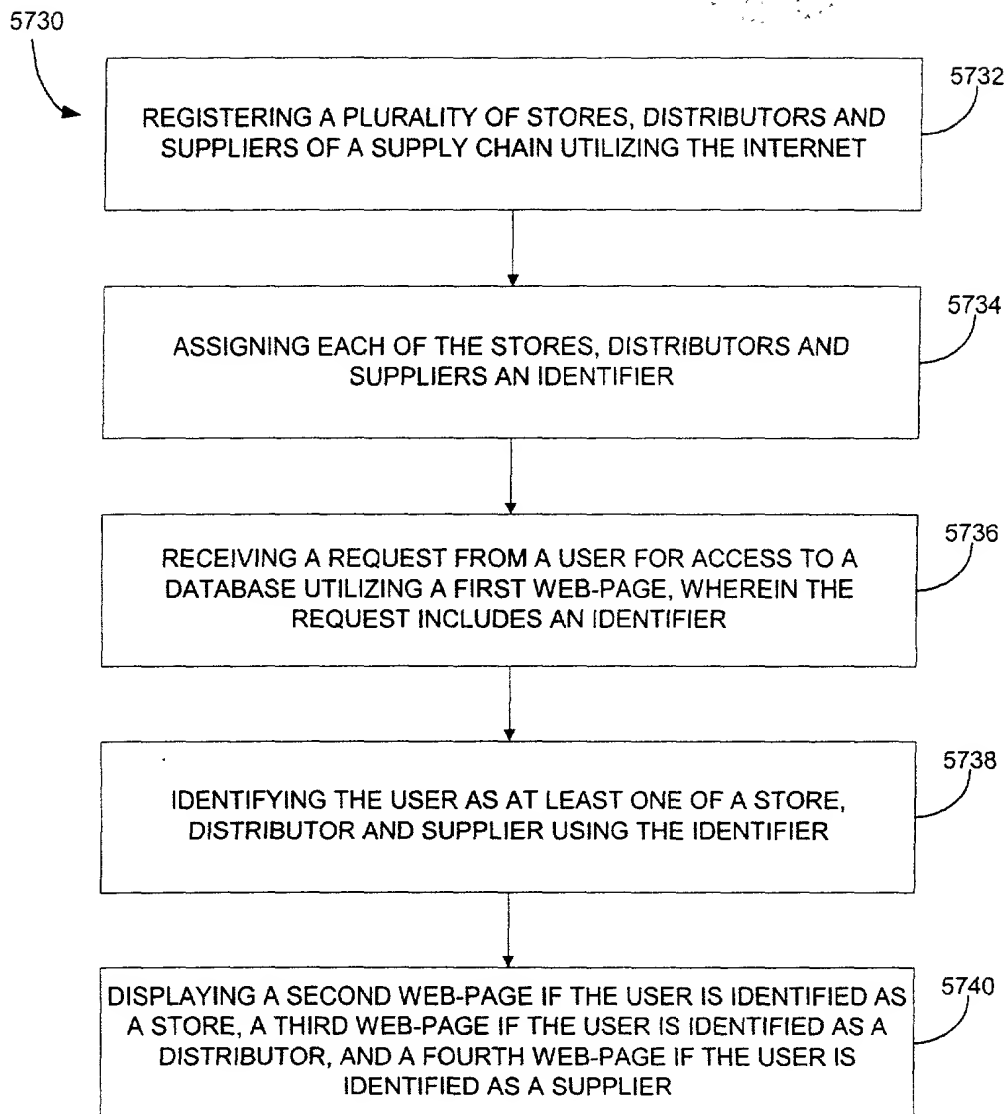 5730
5732
REGISTERING A PLURALITY OF STORES, DISTRIBUTORS AND
SUPPLIERS OF A SUPPLY CHAIN UTILIZING THE INTERNET
5734
ASSIGNING EACH OF THE STORES, DISTRIBUTORS AND
SUPPLIERS AN IDENTIFIER
5736
RECEIVING A REQUEST FROM A USER FOR ACCESS TO A
DATABASE UTILIZING A FIRST WEB-PAGE, WHEREIN THE
REQUEST INCLUDES AN IDENTIFIER
5738
IDENTIFYING THE USER AS AT LEAST ONE OF A STORE,
DISTRIBUTOR AND SUPPLIER USING THE IDENTIFIER
5740
DISPLAYING A SECOND WEB-PAGE IF THE USER IS IDENTIFIED AS
A STORE, A THIRD WEB-PAGE IF THE USER IS IDENTIFIED AS A
DISTRIBUTOR, AND A FOURTH WEB-PAGE IF THE USER IS
IDENTIFIED AS A SUPPLIER